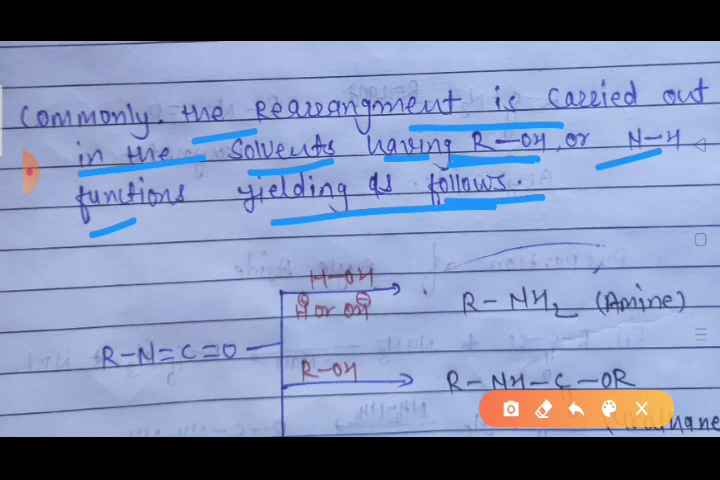 Commonly. the Rearrangment is carried out
in the Solvents having R-OH, or N-H
functions yielding as follows.
H-OH
H⊕ or OH⊖
R-NH2 (Amine)
R-N=C=O
R-OH
R-NH-C-OR